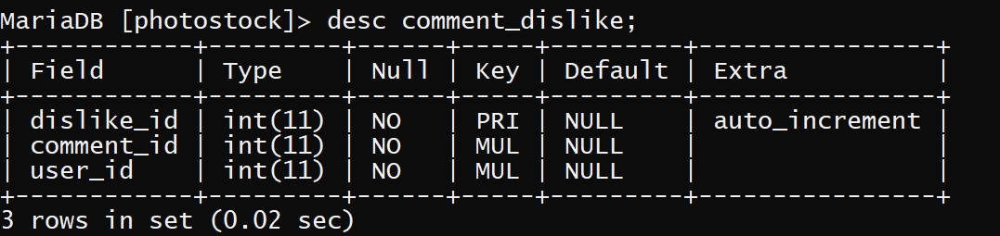 MariaDB [photostock]> desc comment_dislike;
+------------+---------+------+-----+---------+----------------+
| Field      | Type    | Null | Key | Default | Extra          |
+------------+---------+------+-----+---------+----------------+
| dislike_id | int(11) | NO   | PRI | NULL    | auto_increment |
| comment_id | int(11) | NO   | MUL | NULL    |                |
| user_id    | int(11) | NO   | MUL | NULL    |                |
+------------+---------+------+-----+---------+----------------+
3 rows in set (0.02 sec)